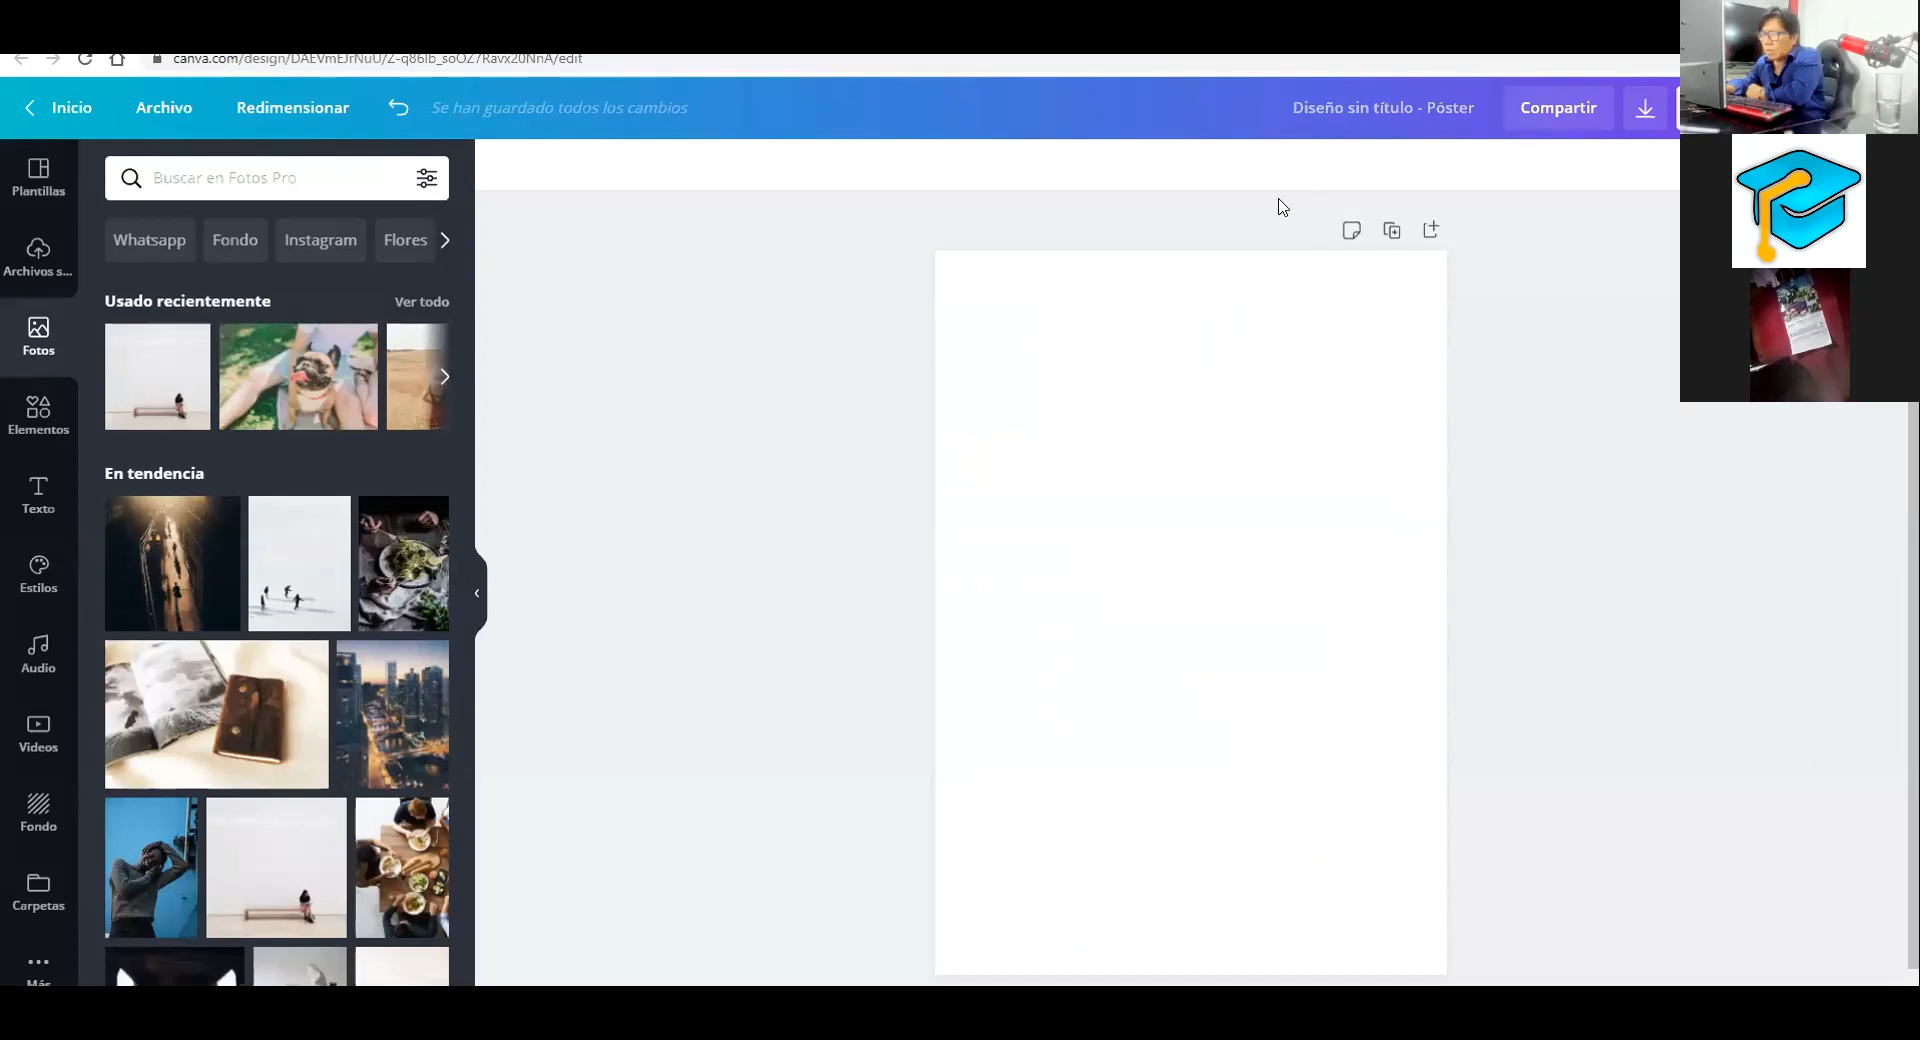 canva.com/design/DAEVmEJrNuU/Z-q86Ib_soOZ7Ravx20NnA/edit
Inicio
Archivo
Redimensionar
Se han guardado todos los cambios
Diseño sin título - Póster
Compartir
Plantillas
Archivos s...
Fotos
Elementos
Texto
Estilos
Audio
Videos
Fondo
Carpetas
Más
Buscar en Fotos Pro
Whatsapp
Fondo
Instagram
Flores
Usado recientemente
Ver todo
En tendencia